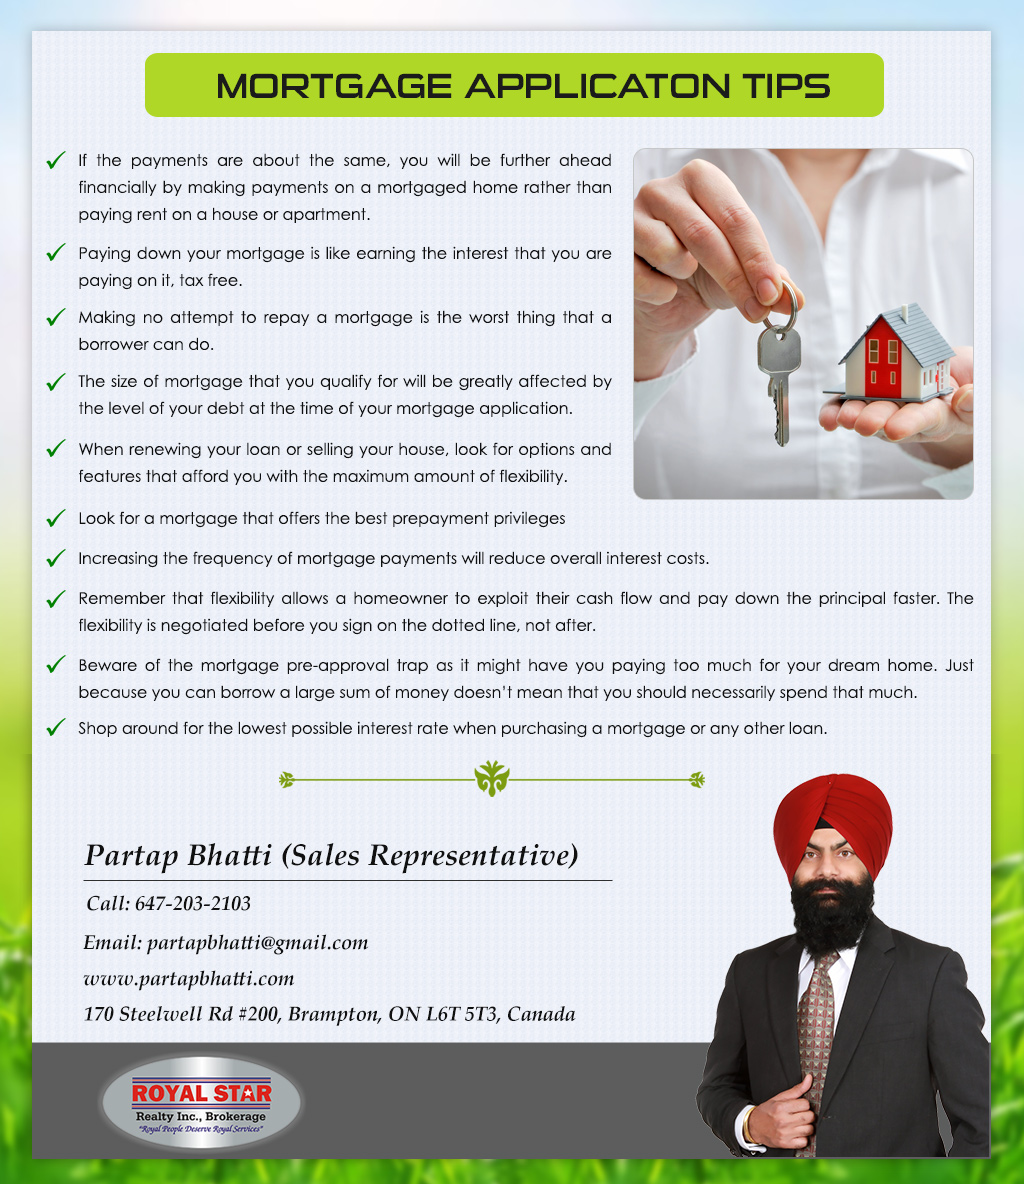 MORTGAGE APPLICATON TIPS
If the payments are about the same, you will be further ahead
financially by making payments on a mortgaged home rather than
paying rent on a house or apartment.
Paying down your mortgage is like earning the interest that you are
paying on it, tax free.
Making no attempt to repay a mortgage is the worst thing that a
borrower can do.
The size of mortgage that you qualify for will be greatly affected by
the level of your debt at the time of your mortgage application.
When renewing your loan or selling your house, look for options and
features that afford you with the maximum amount of flexibility.
Look for a mortgage that offers the best prepayment privileges
Increasing the frequency of mortgage payments will reduce overall interest costs.
Remember that flexibility allows a homeowner to exploit their cash flow and pay down the principal faster. The
flexibility is negotiated before you sign on the dotted line, not after.
Beware of the mortgage pre-approval trap as it might have you paying too much for your dream home. Just
because you can borrow a large sum of money doesn't mean that you should necessarily spend that much.
Shop around for the lowest possible interest rate when purchasing a mortgage or any other loan.
Partap Bhatti (Sales Representative)
Call: 647-203-2103
Email: partapbhatti@gmail.com
www.partapbhatti.com
170 Steelwell Rd #200, Brampton, ON L6T 5T3, Canada
ROYAL STAR
Realty Inc., Brokerage
"Royal People Deserve Royal Services"